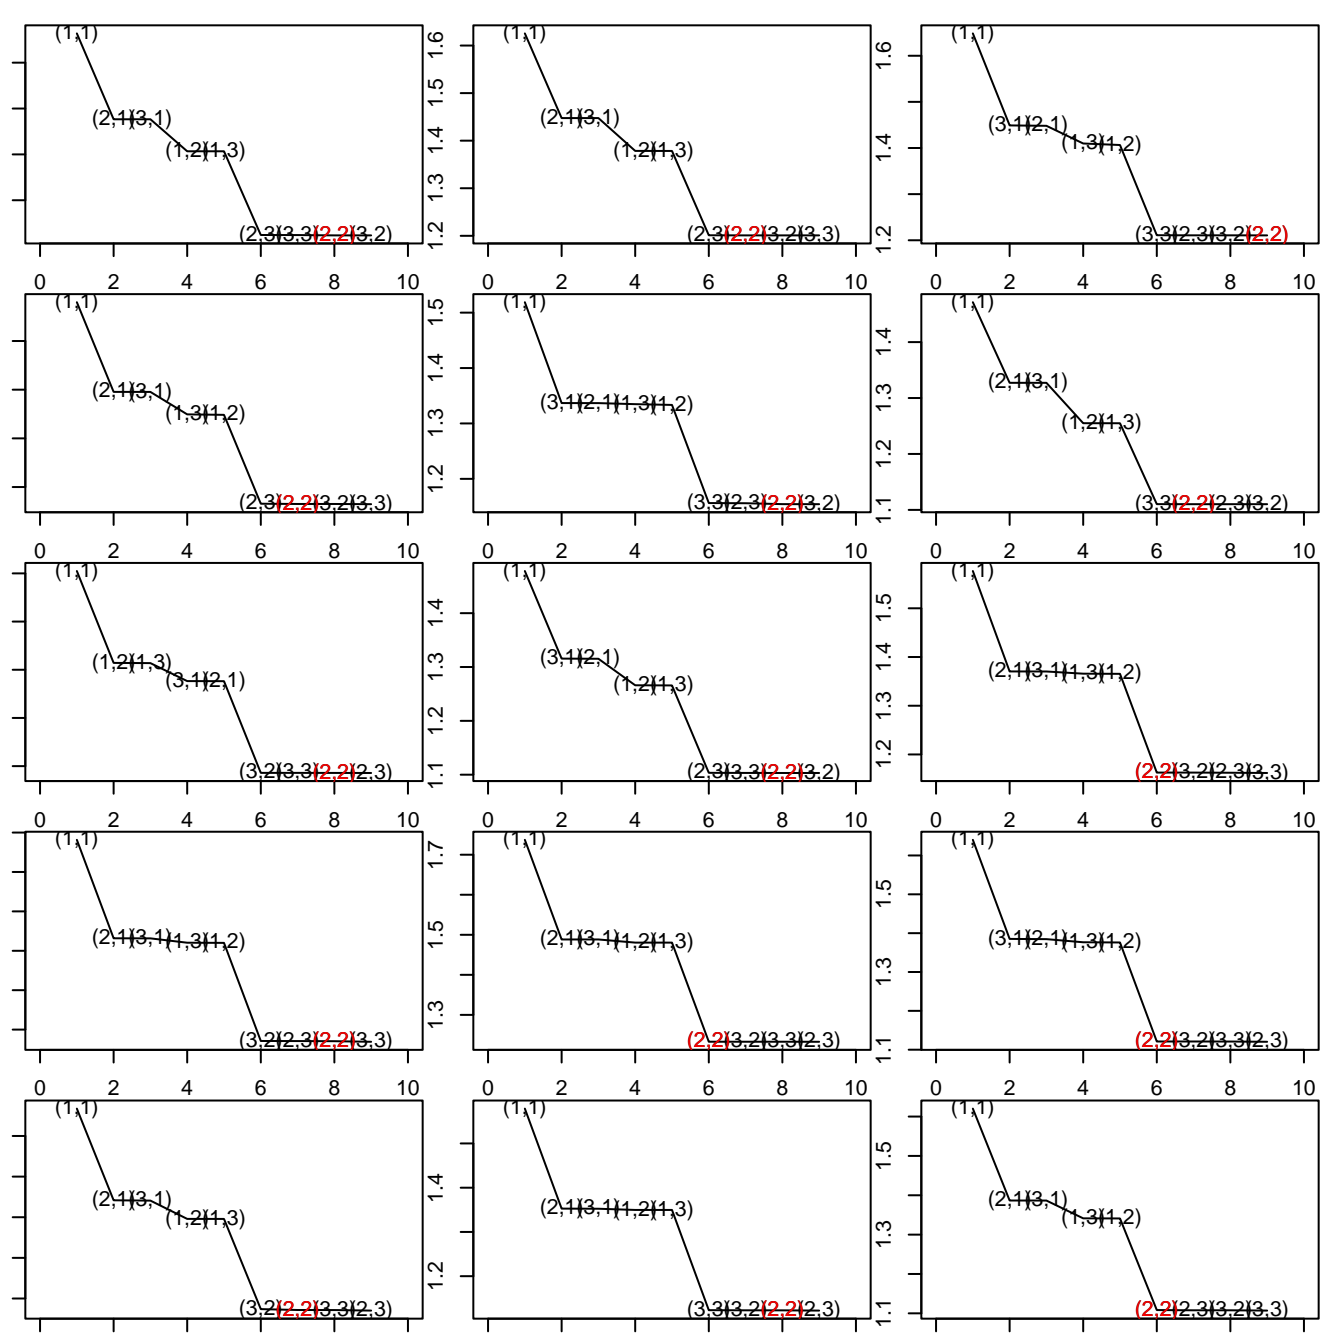 (1,1) (1,1) (1,1)
1.6 1.5 1.4 1.3 1.2
1.6 1.4 1.2
(2,1)(3,1) (2,1)(3,1) (3,1)(2,1)
(1,2)(1,3) (1,2)(1,3) (1,3)(1,2)
(2,3)(3,3)(2,2)(3,2) (2,3)(2,2)(3,2)(3,3) (3,3)(2,3)(3,2)(2,2)
0 2 4 6 8 10 0 2 4 6 8 10 0 2 4 6 8 10
(1,1) (1,1) (1,1)
1.5 1.4 1.3 1.2
1.4 1.3 1.2 1.1
(2,1)(3,1) (3,1)(2,1)(1,3)(1,2) (2,1)(3,1)
(1,3)(1,2) (1,2)(1,3)
(2,3)(2,2)(3,2)(3,3) (3,3)(2,3)(2,2)(3,2) (3,3)(2,2)(2,3)(3,2)
0 2 4 6 8 10 0 2 4 6 8 10 0 2 4 6 8 10
(1,1) (1,1) (1,1)
1.4 1.3 1.2 1.1
1.5 1.4 1.3 1.2
(1,2)(1,3) (3,1)(2,1) (2,1)(3,1)(1,3)(1,2)
(3,1)(2,1) (1,2)(1,3)
(3,2)(3,3)(2,2)(2,3) (2,3)(3,3)(2,2)(3,2) (2,2)(3,2)(2,3)(3,3)
0 2 4 6 8 10 0 2 4 6 8 10 0 2 4 6 8 10
(1,1) (1,1) (1,1)
1.7 1.5 1.3
1.5 1.3 1.1
(2,1)(3,1)(1,3)(1,2) (2,1)(3,1)(1,2)(1,3) (3,1)(2,1)(1,3)(1,2)
(3,2)(2,3)(2,2)(3,3) (2,2)(3,2)(3,3)(2,3) (2,2)(3,2)(3,3)(2,3)
0 2 4 6 8 10 0 2 4 6 8 10 0 2 4 6 8 10
(1,1) (1,1) (1,1)
1.4 1.2
1.5 1.3 1.1
(2,1)(3,1) (2,1)(3,1)(1,2)(1,3) (2,1)(3,1)
(1,2)(1,3) (1,3)(1,2)
(3,2)(2,2)(3,3)(2,3) (3,3)(3,2)(2,2)(2,3) (2,2)(2,3)(3,2)(3,3)